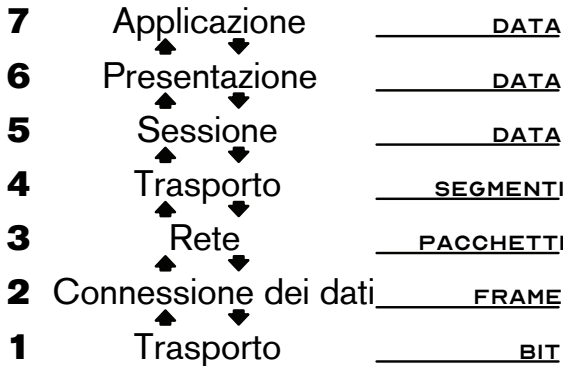 7 Applicazione DATA
6 Presentazione DATA
5 Sessione DATA
4 Trasporto SEGMENTI
3 Rete PACCHETTI
2 Connessione dei dati FRAME
1 Trasporto BIT